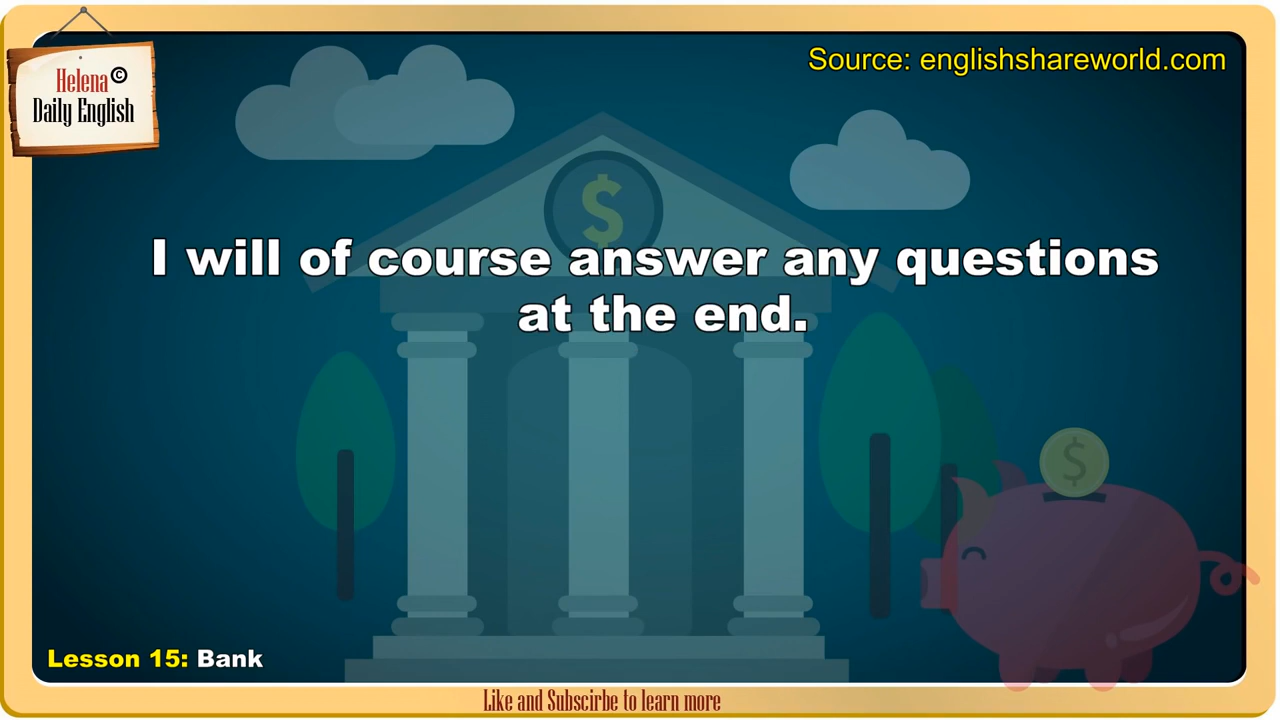 Helena ©
Daily English
Source: englishshareworld.com
$
I will of course answer any questions
at the end.
$
Lesson 15: Bank
Like and Subscirbe to learn more